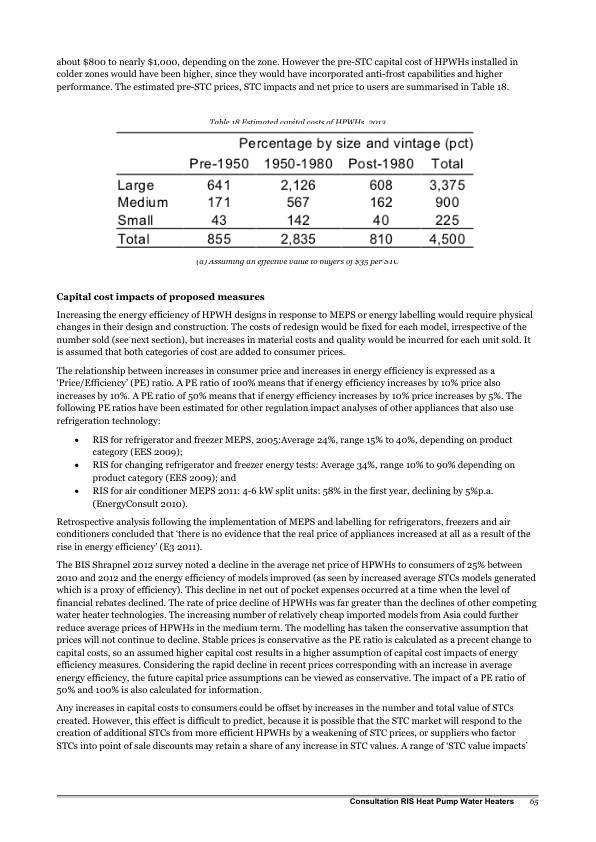 about $800 to nearly $1,000, depending on the zone. However the pre-STC capital cost of HPWHs installed in
colder zones would have been higher, since they would have incorporated anti-frost capabilities and higher
performance. The estimated pre-STC prices, STC impacts and net price to users are summarised in Table 18.
Table 18 Estimated capital costs of HPWHs, 2012
Percentage by size and vintage (pct)
Pre-1950 1950-1980 Post-1980 Total
Large 641 2,126 608 3,375
Medium 171 567 162 900
Small 43 142 40 225
Total 855 2,835 810 4,500
(a) Assuming an effective value to buyers of $35 per STC
Capital cost impacts of proposed measures
Increasing the energy efficiency of HPWH designs in response to MEPS or energy labelling would require physical
changes in their design and construction. The costs of redesign would be fixed for each model, irrespective of the
number sold (see next section), but increases in material costs and quality would be incurred for each unit sold. It
is assumed that both categories of cost are added to consumer prices.
The relationship between increases in consumer price and increases in energy efficiency is expressed as a
'Price/Efficiency' (PE) ratio. A PE ratio of 100% means that if energy efficiency increases by 10% price also
increases by 10%. A PE ratio of 50% means that if energy efficiency increases by 10% price increases by 5%. The
following PE ratios have been estimated for other regulation impact analyses of other appliances that also use
refrigeration technology:
• RIS for refrigerator and freezer MEPS, 2005:Average 24%, range 15% to 40%, depending on product
category (EES 2009);
• RIS for changing refrigerator and freezer energy tests: Average 34%, range 10% to 90% depending on
product category (EES 2009); and
• RIS for air conditioner MEPS 2011: 4-6 kW split units: 58% in the first year, declining by 5%p.a.
(EnergyConsult 2010).
Retrospective analysis following the implementation of MEPS and labelling for refrigerators, freezers and air
conditioners concluded that 'there is no evidence that the real price of appliances increased at all as a result of the
rise in energy efficiency' (E3 2011).
The BIS Shrapnel 2012 survey noted a decline in the average net price of HPWHs to consumers of 25% between
2010 and 2012 and the energy efficiency of models improved (as seen by increased average STCs models generated
which is a proxy of efficiency). This decline in net out of pocket expenses occurred at a time when the level of
financial rebates declined. The rate of price decline of HPWHs was far greater than the declines of other competing
water heater technologies. The increasing number of relatively cheap imported models from Asia could further
reduce average prices of HPWHs in the medium term. The modelling has taken the conservative assumption that
prices will not continue to decline. Stable prices is conservative as the PE ratio is calculated as a precent change to
capital costs, so an assumed higher capital cost results in a higher assumption of capital cost impacts of energy
efficiency measures. Considering the rapid decline in recent prices corresponding with an increase in average
energy efficiency, the future capital price assumptions can be viewed as conservative. The impact of a PE ratio of
50% and 100% is also calculated for information.
Any increases in capital costs to consumers could be offset by increases in the number and total value of STCs
created. However, this effect is difficult to predict, because it is possible that the STC market will respond to the
creation of additional STCs from more efficient HPWHs by a weakening of STC prices, or suppliers who factor
STCs into point of sale discounts may retain a share of any increase in STC values. A range of 'STC value impacts'
Consultation RIS Heat Pump Water Heaters 65